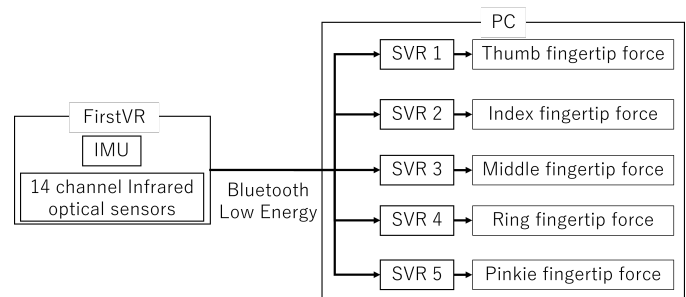 PC
SVR 1
Thumb fingertip force
FirstVR
IMU
14 channel Infrared
optical sensors
Bluetooth
Low Energy
SVR 2
Index fingertip force
SVR 3
Middle fingertip force
SVR 4
Ring fingertip force
SVR 5
Pinkie fingertip force